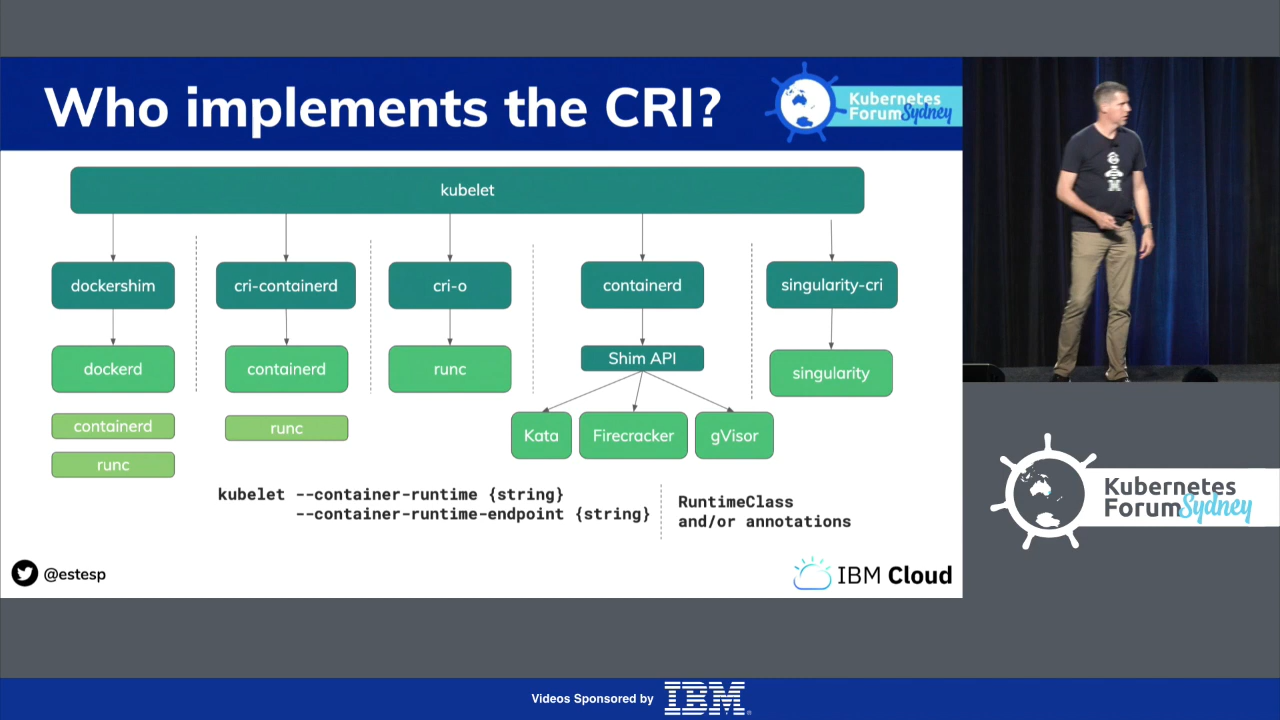 Who implements the CRI?
Kubernetes
Forum Sydney
kubelet
dockershim
cri-containerd
cri-o
containerd
singularity-cri
dockerd
containerd
runc
Shim API
singularity
containerd
runc
Kata
Firecracker
gVisor
runc
kubelet --container-runtime {string}
--container-runtime-endpoint {string}
RuntimeClass
and/or annotations
@estesp
IBM Cloud
Kubernetes
Forum Sydney
Videos Sponsored by IBM